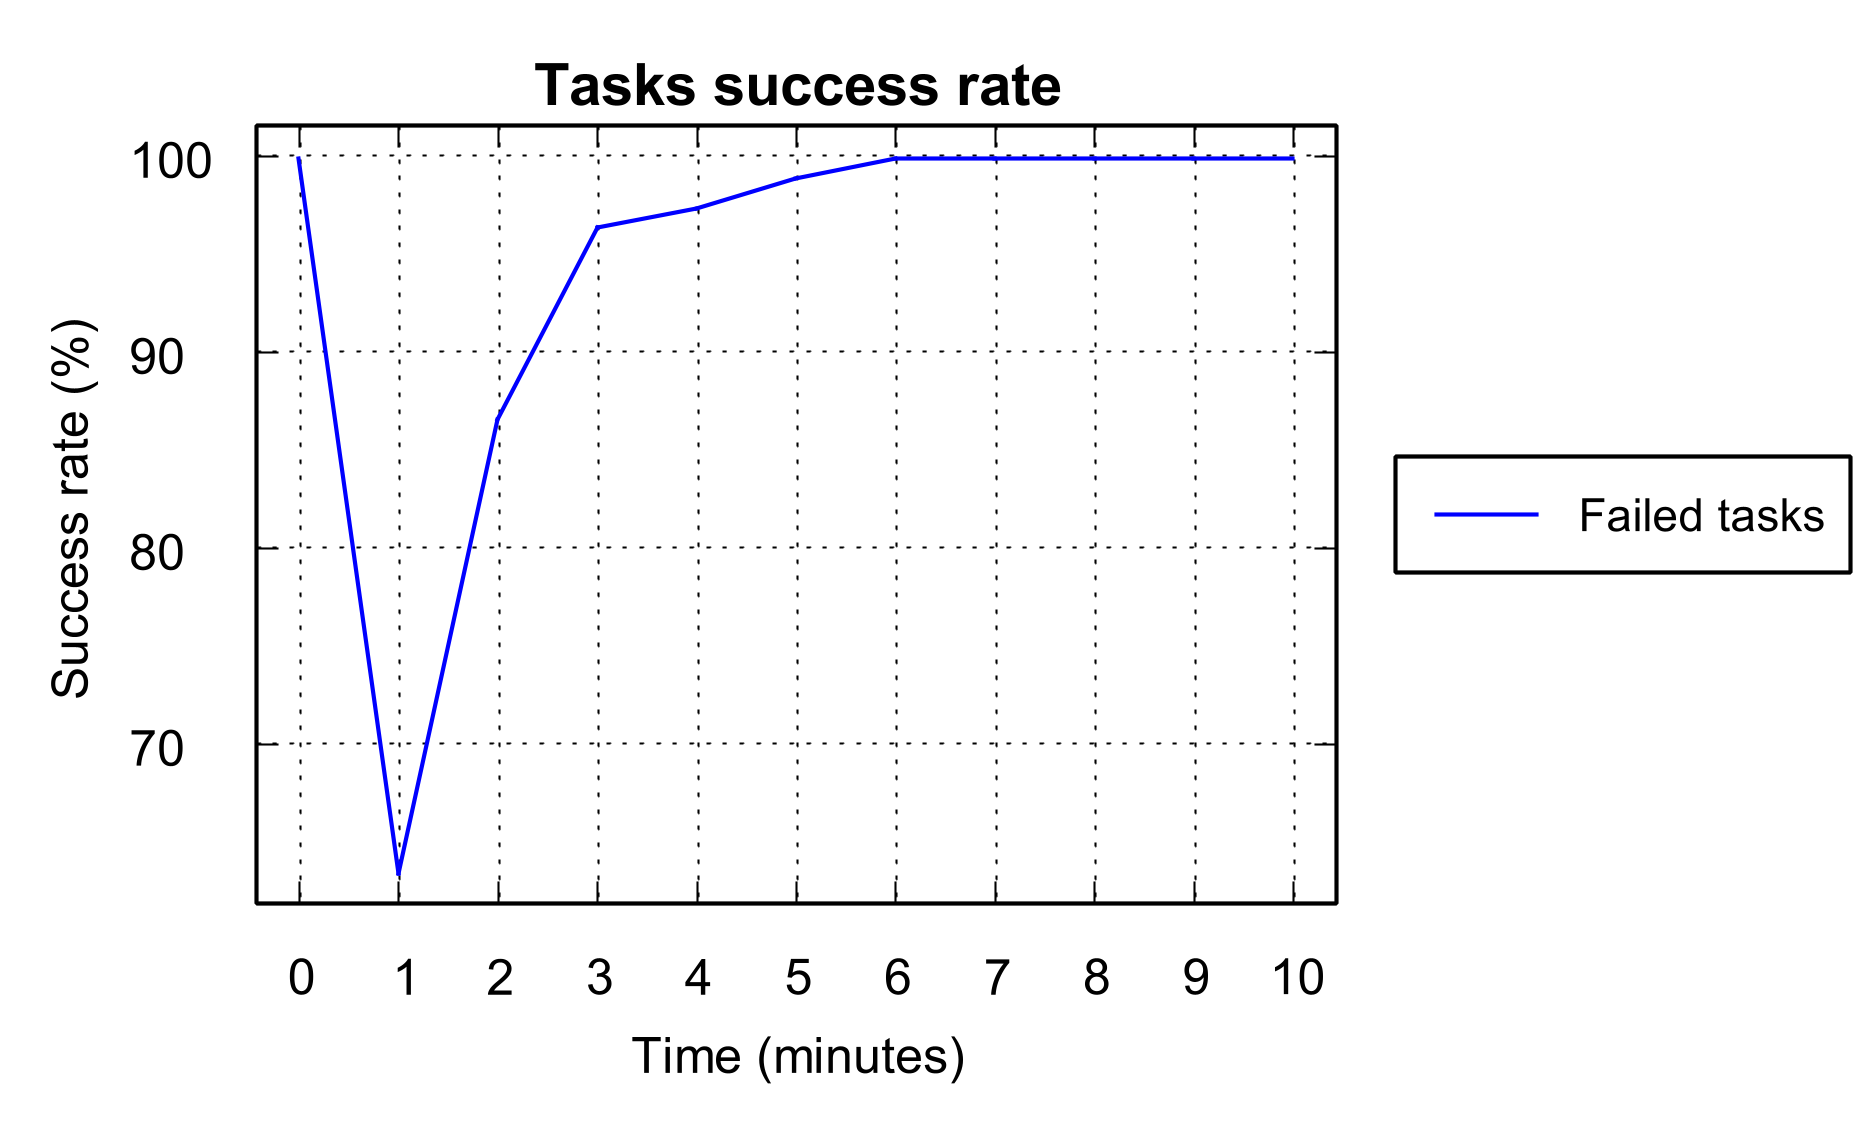 Tasks success rate
100
90
80
70
Success rate (%)
0 1 2 3 4 5 6 7 8 9 10
Time (minutes)
Failed tasks